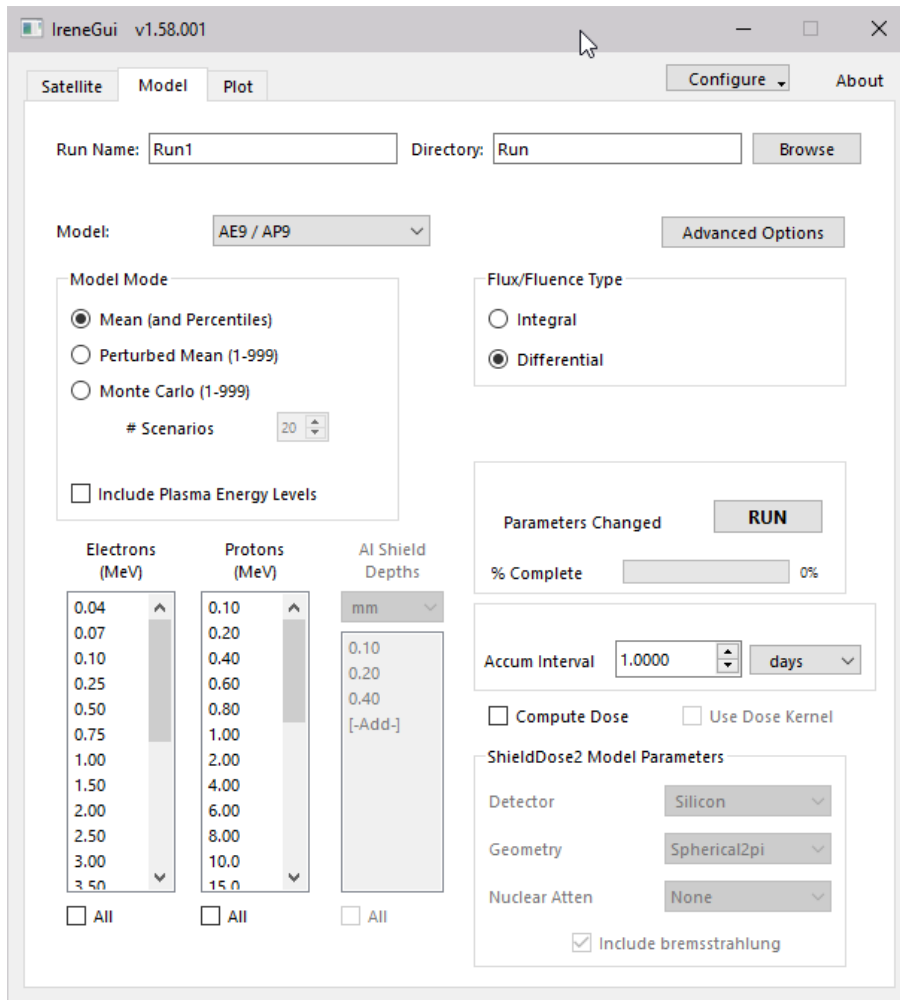 IreneGui v1.58.001
Satellite Model Plot Configure About
Run Name: Run1 Directory: Run Browse
Model: AE9 / AP9 Advanced Options
Model Mode
Mean (and Percentiles)
Perturbed Mean (1-999)
Monte Carlo (1-999)
# Scenarios 20
Include Plasma Energy Levels
Flux/Fluence Type
Integral
Differential
Parameters Changed RUN
% Complete 0%
Accum Interval 1.0000 days
Compute Dose Use Dose Kernel
ShieldDose2 Model Parameters
Detector Silicon
Geometry Spherical2pi
Nuclear Atten None
Include bremsstrahlung
Electrons
(MeV)
0.04
0.07
0.10
0.25
0.50
0.75
1.00
1.50
2.00
2.50
3.00
3.50
All
Protons
(MeV)
0.10
0.20
0.40
0.60
0.80
1.00
2.00
4.00
6.00
8.00
10.0
15.0
All
Al Shield
Depths
mm
0.10
0.20
0.40
[-Add-]
All